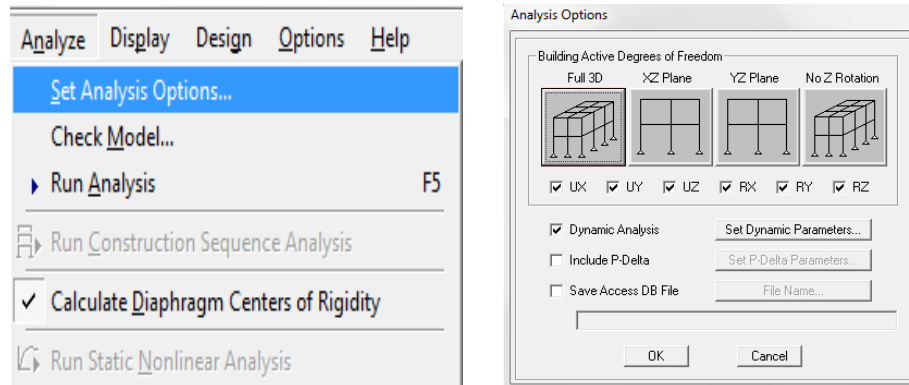 Analyze Display Design Options Help
Set Analysis Options...
Check Model...
Run Analysis F5
Run Construction Sequence Analysis
Calculate Diaphragm Centers of Rigidity
Run Static Nonlinear Analysis
Analysis Options
Building Active Degrees of Freedom
Full 3D XZ Plane YZ Plane No Z Rotation
UX UY UZ RX RY RZ
Dynamic Analysis Set Dynamic Parameters...
Include P-Delta Set P-Delta Parameters...
Save Access DB File File Name...
OK Cancel